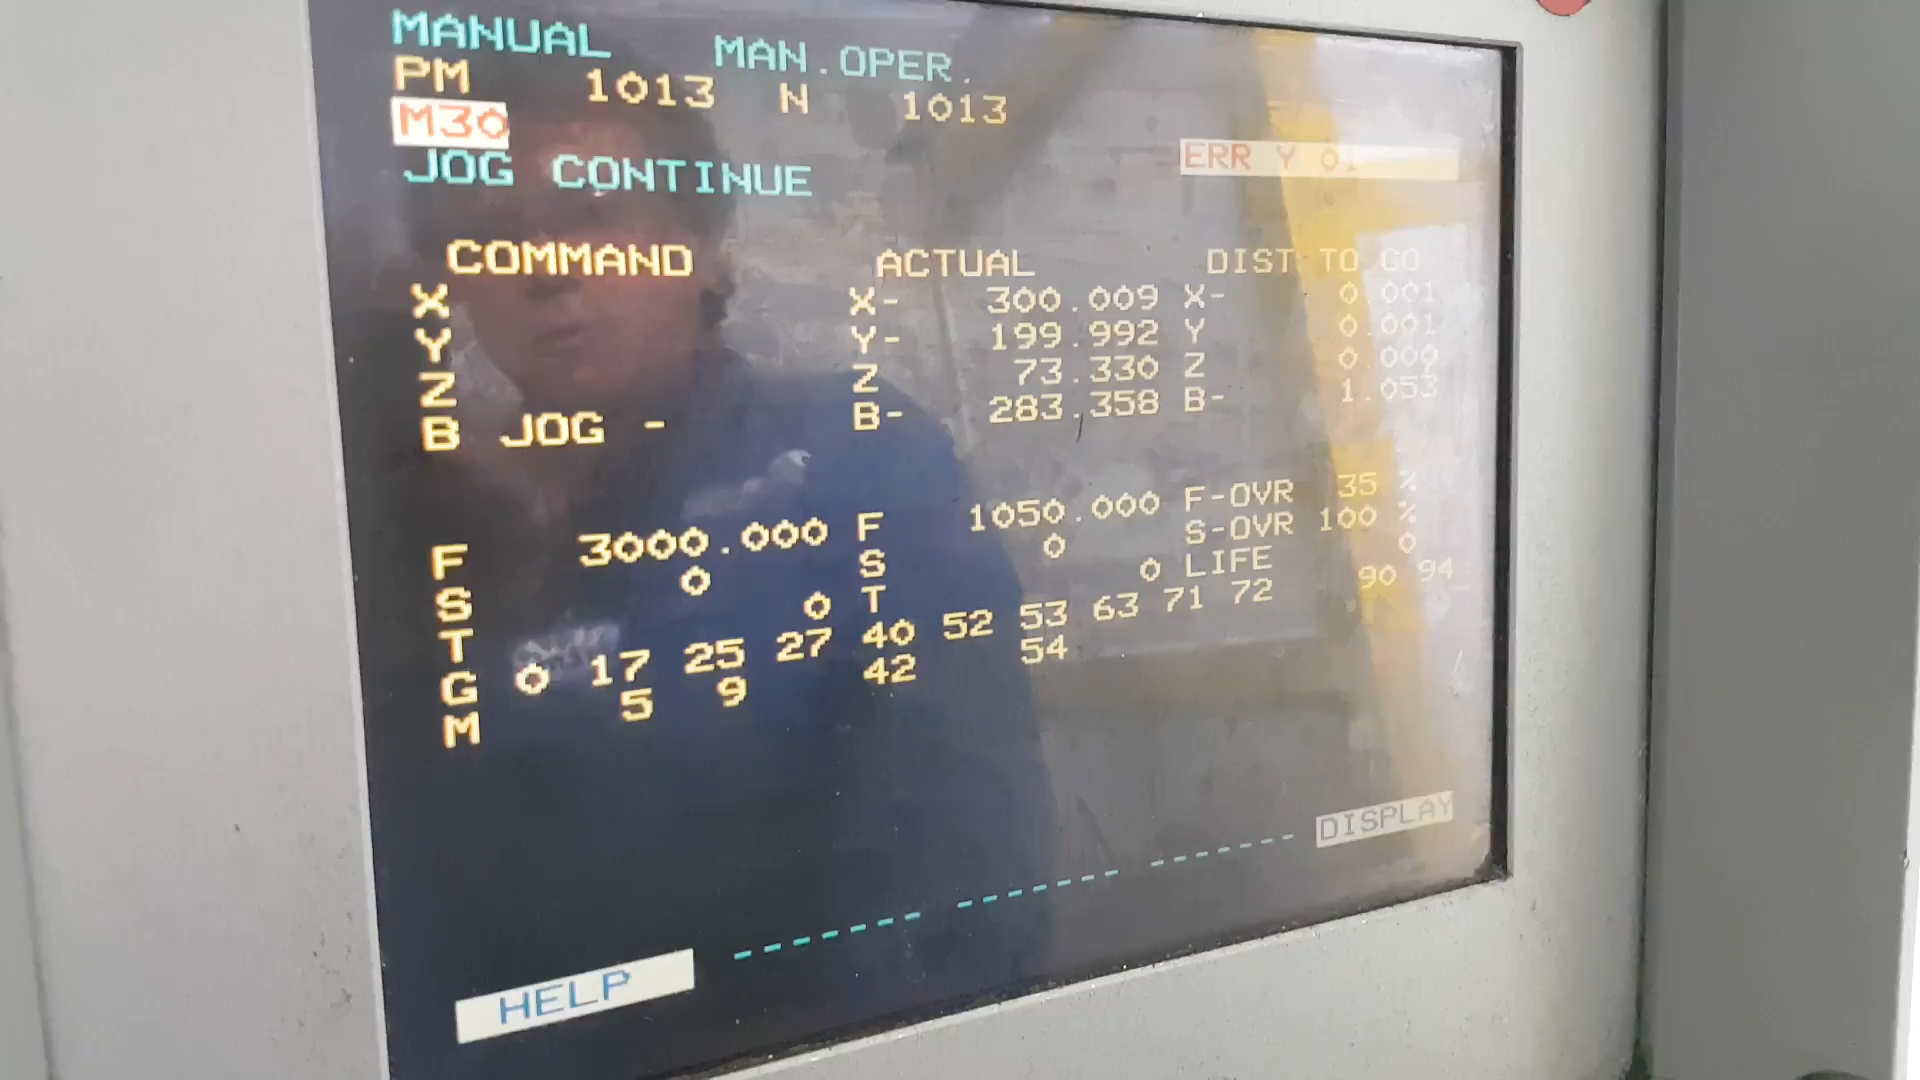 MANUAL MAN.OPER.
PM 1013 N 1013
M30
JOG CONTINUE ERR Y 01
COMMAND ACTUAL DIST TO GO
X X- 300.009 X- 0.001
Y Y- 199.992 Y 0.001
Z Z 73.330 Z 0.000
B JOG - B- 283.358 B- 1.053
F 3000.000 F 1050.000 F-OVR 35 %
S 0 S 0 S-OVR 100 %
T 0 T 0 LIFE 0
G 0 17 25 27 40 52 53 63 71 72 90 94
M 5 9 42 54
DISPLAY
HELP